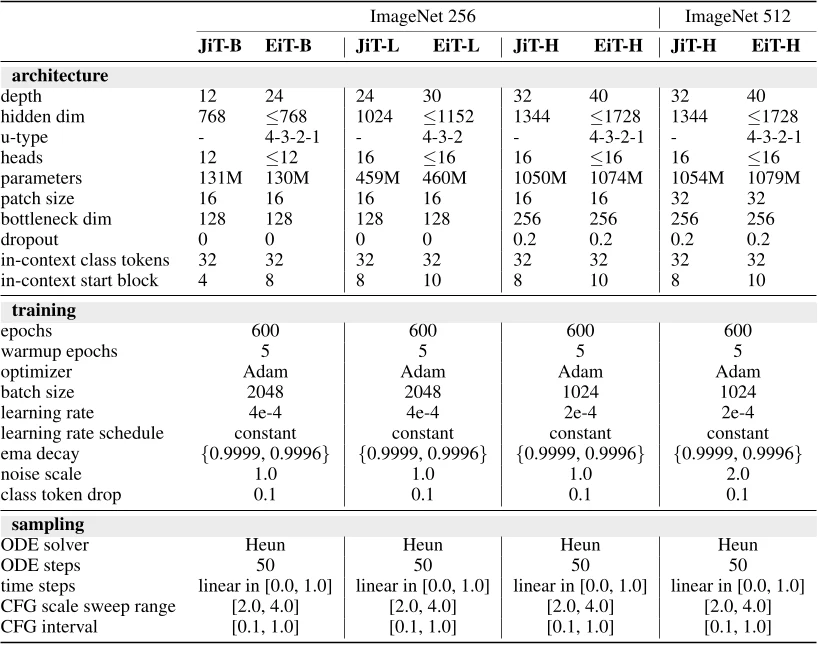 ImageNet 256 ImageNet 512
JiT-B EiT-B JiT-L EiT-L JiT-H EiT-H JiT-H EiT-H
architecture
depth 12 24 24 30 32 40 32 40
hidden dim 768 ≤768 1024 ≤1152 1344 ≤1728 1344 ≤1728
u-type - 4-3-2-1 - 4-3-2 - 4-3-2-1 - 4-3-2-1
heads 12 ≤12 16 ≤16 16 ≤16 16 ≤16
parameters 131M 130M 459M 460M 1050M 1074M 1054M 1079M
patch size 16 16 16 16 16 16 32 32
bottleneck dim 128 128 128 128 256 256 256 256
dropout 0 0 0 0 0.2 0.2 0.2 0.2
in-context class tokens 32 32 32 32 32 32 32 32
in-context start block 4 8 8 10 8 10 8 10
training
epochs 600 600 600 600
warmup epochs 5 5 5 5
optimizer Adam Adam Adam Adam
batch size 2048 2048 1024 1024
learning rate 4e-4 4e-4 2e-4 2e-4
learning rate schedule constant constant constant constant
ema decay {0.9999, 0.9996} {0.9999, 0.9996} {0.9999, 0.9996} {0.9999, 0.9996}
noise scale 1.0 1.0 1.0 2.0
class token drop 0.1 0.1 0.1 0.1
sampling
ODE solver Heun Heun Heun Heun
ODE steps 50 50 50 50
time steps linear in [0.0, 1.0] linear in [0.0, 1.0] linear in [0.0, 1.0] linear in [0.0, 1.0]
CFG scale sweep range [2.0, 4.0] [2.0, 4.0] [2.0, 4.0] [2.0, 4.0]
CFG interval [0.1, 1.0] [0.1, 1.0] [0.1, 1.0] [0.1, 1.0]